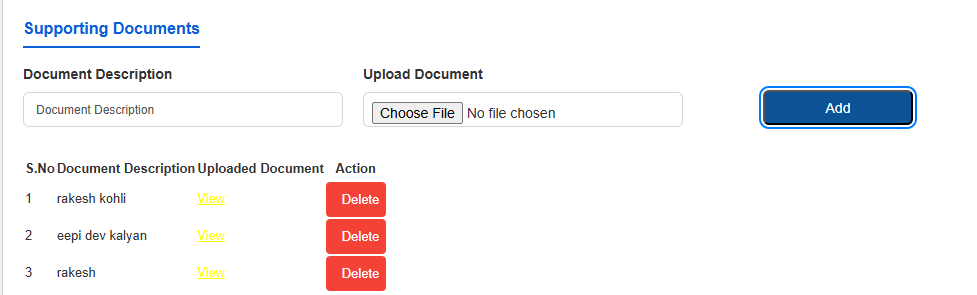 Supporting Documents
Document Description Upload Document
Document Description Choose File No file chosen Add
S.No Document Description Uploaded Document Action
1 rakesh kohli View Delete
2 eepi dev kalyan View Delete
3 rakesh View Delete